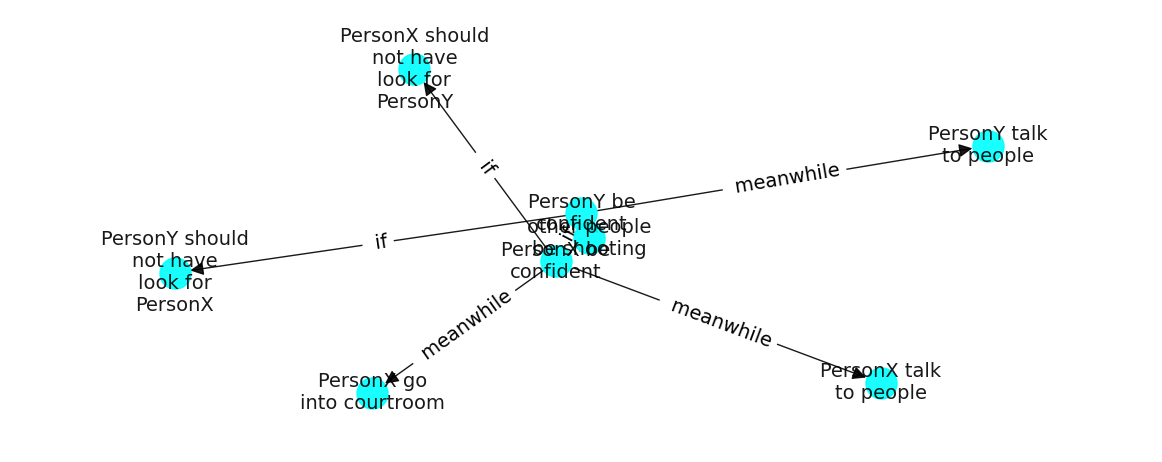 PersonX should
not have
look for
PersonY
PersonY talk
to people
meanwhile
if
PersonY be
confident
other people
be shooting
PersonX be
confident
if
PersonY should
not have
look for
PersonX
meanwhile
meanwhile
PersonX go
into courtroom
PersonX talk
to people